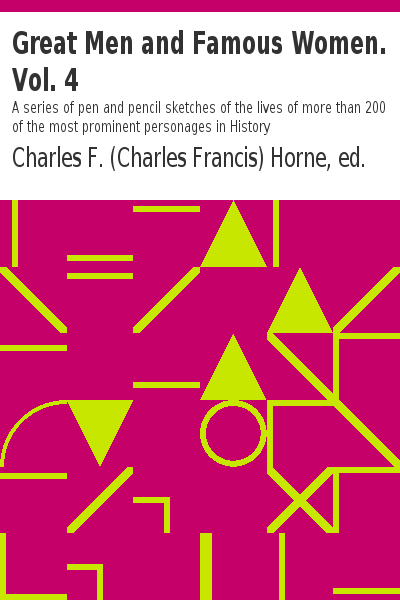 Great Men and Famous Women.
Vol. 4
A series of pen and pencil sketches of the lives of more than 200
of the most prominent personages in History
Charles F. (Charles Francis) Horne, ed.